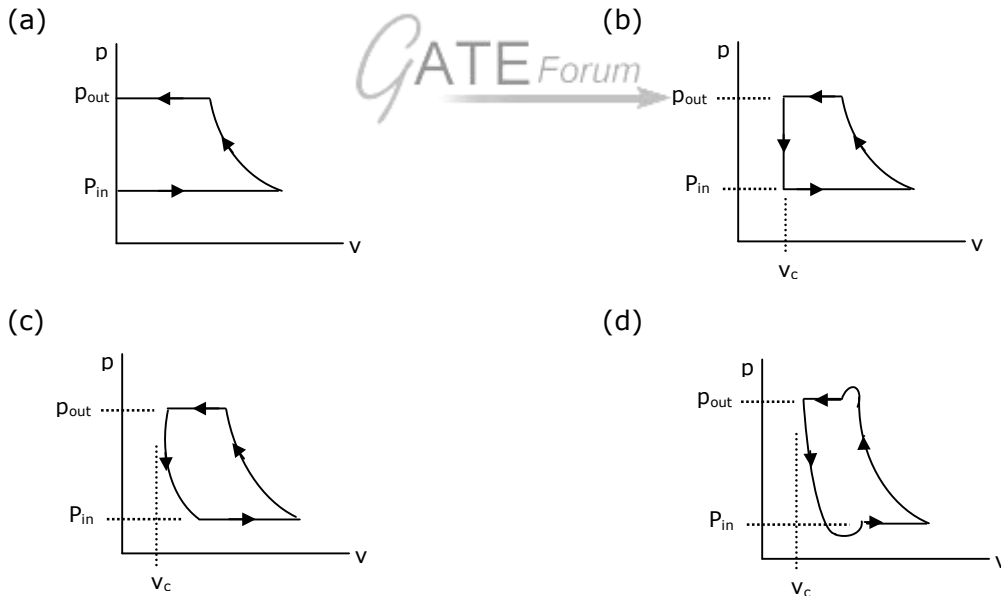 (a)
p
p_out
P_in
v
GATE Forum
(b)
p
p_out
P_in
v
v_c
(c)
p
p_out
P_in
v
v_c
(d)
p
p_out
P_in
v
v_c